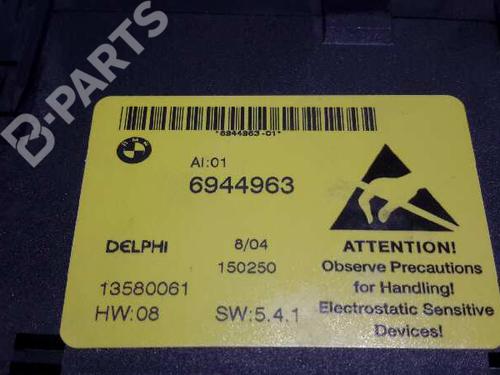 B-PARTS
*6944963-01*
BMW
AI:01
6944963
DELPHI
8/04
150250
13580061
HW:08
SW:5.4.1
ATTENTION!
Observe Precautions
for Handling!
Electrostatic Sensitive
Devices!